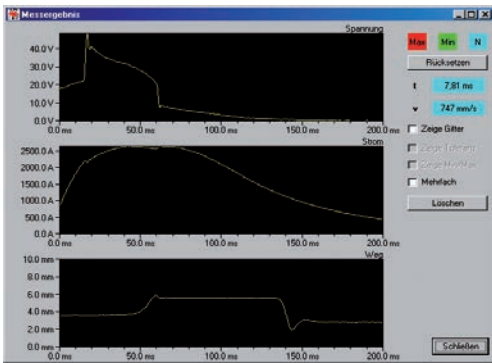 Messergebnis
Spannung
40.0 V
30.0 V
20.0 V
10.0 V
0.0 V
0.0 ms 50.0 ms 100.0 ms 150.0 ms 200.0 ms
Strom
2500.0 A
2000.0 A
1500.0 A
1000.0 A
500.0 A
0.0 A
0.0 ms 50.0 ms 100.0 ms 150.0 ms 200.0 ms
Weg
10.0 mm
8.0 mm
6.0 mm
4.0 mm
2.0 mm
0.0 mm
0.0 ms 50.0 ms 100.0 ms 150.0 ms 200.0 ms
Max Min N
Rücksetzen
t 7,81 ms
v 747 mm/s
Zeige Gitter
Zeige Toleranz
Zeige Min/Max
Mehrfach
Löschen
Schließen